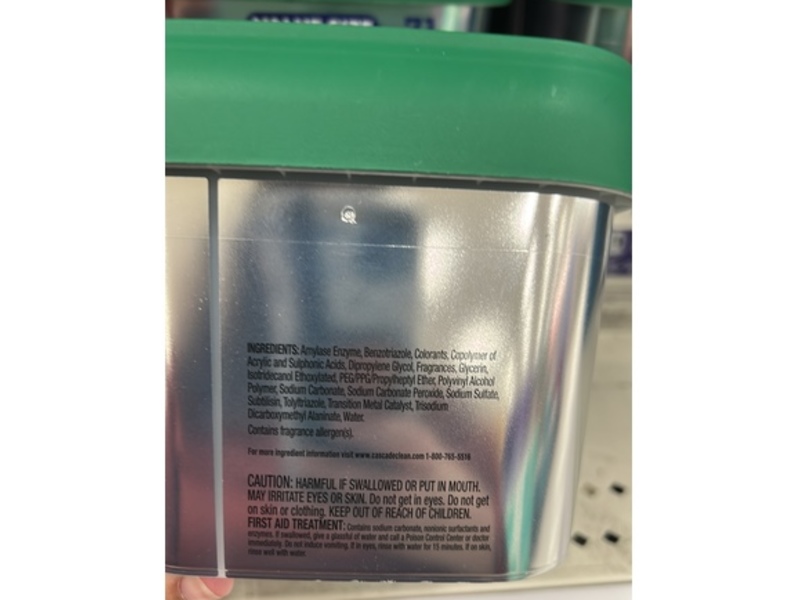 INGREDIENTS: Amylase Enzyme, Benzotriazole, Colorants, Copolymer of
Acrylic and Sulphonic Acids, Dipropylene Glycol, Fragrances, Glycerin,
Isotridecanol Ethoxylated, PEG/PPG/Propylheptyl Ether, Polyvinyl Alcohol
Polymer, Sodium Carbonate, Sodium Carbonate Peroxide, Sodium Sulfate,
Subtilisin, Tolyltriazole, Transition Metal Catalyst, Trisodium
Dicarboxymethyl Alaninate, Water.
Contains fragrance allergen(s).
For more ingredient information visit www.cascadeclean.com 1-800-765-5516
CAUTION: HARMFUL IF SWALLOWED OR PUT IN MOUTH.
MAY IRRITATE EYES OR SKIN. Do not get in eyes. Do not get
on skin or clothing. KEEP OUT OF REACH OF CHILDREN.
FIRST AID TREATMENT: Contains sodium carbonate, nonionic surfactants and
enzymes. If swallowed, give a glassful of water and call a Poison Control Center or doctor
immediately. Do not induce vomiting. If in eyes, rinse with water for 15 minutes. If on skin,
rinse well with water.